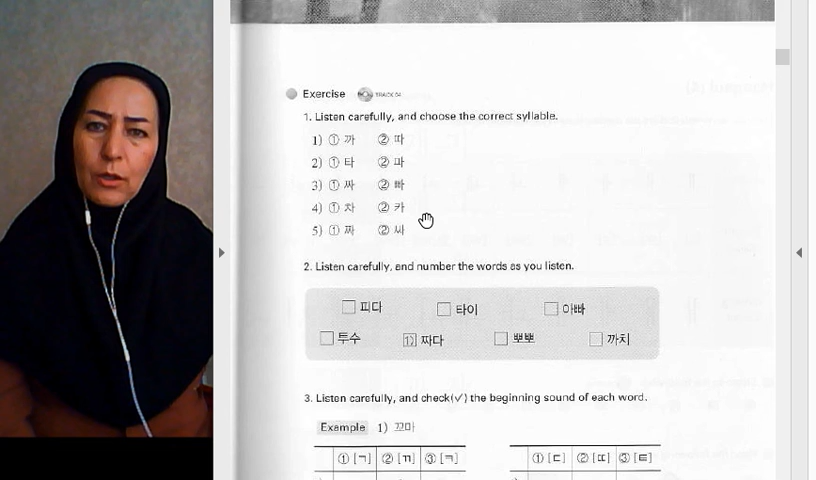 Exercise TRACK 04
1. Listen carefully, and choose the correct syllable.
1) ① 까 ② 따
2) ① 타 ② 파
3) ① 짜 ② 빠
4) ① 차 ② 카
5) ① 짜 ② 싸
2. Listen carefully, and number the words as you listen.
피다 타이 아빠
투수 1) 짜다 뽀뽀 까치
3. Listen carefully, and check(✓) the beginning sound of each word.
Example 1) 꼬마
① [ㄱ] ② [ㄲ] ③ [ㅋ] ① [ㄷ] ② [ㄸ] ③ [ㅌ]